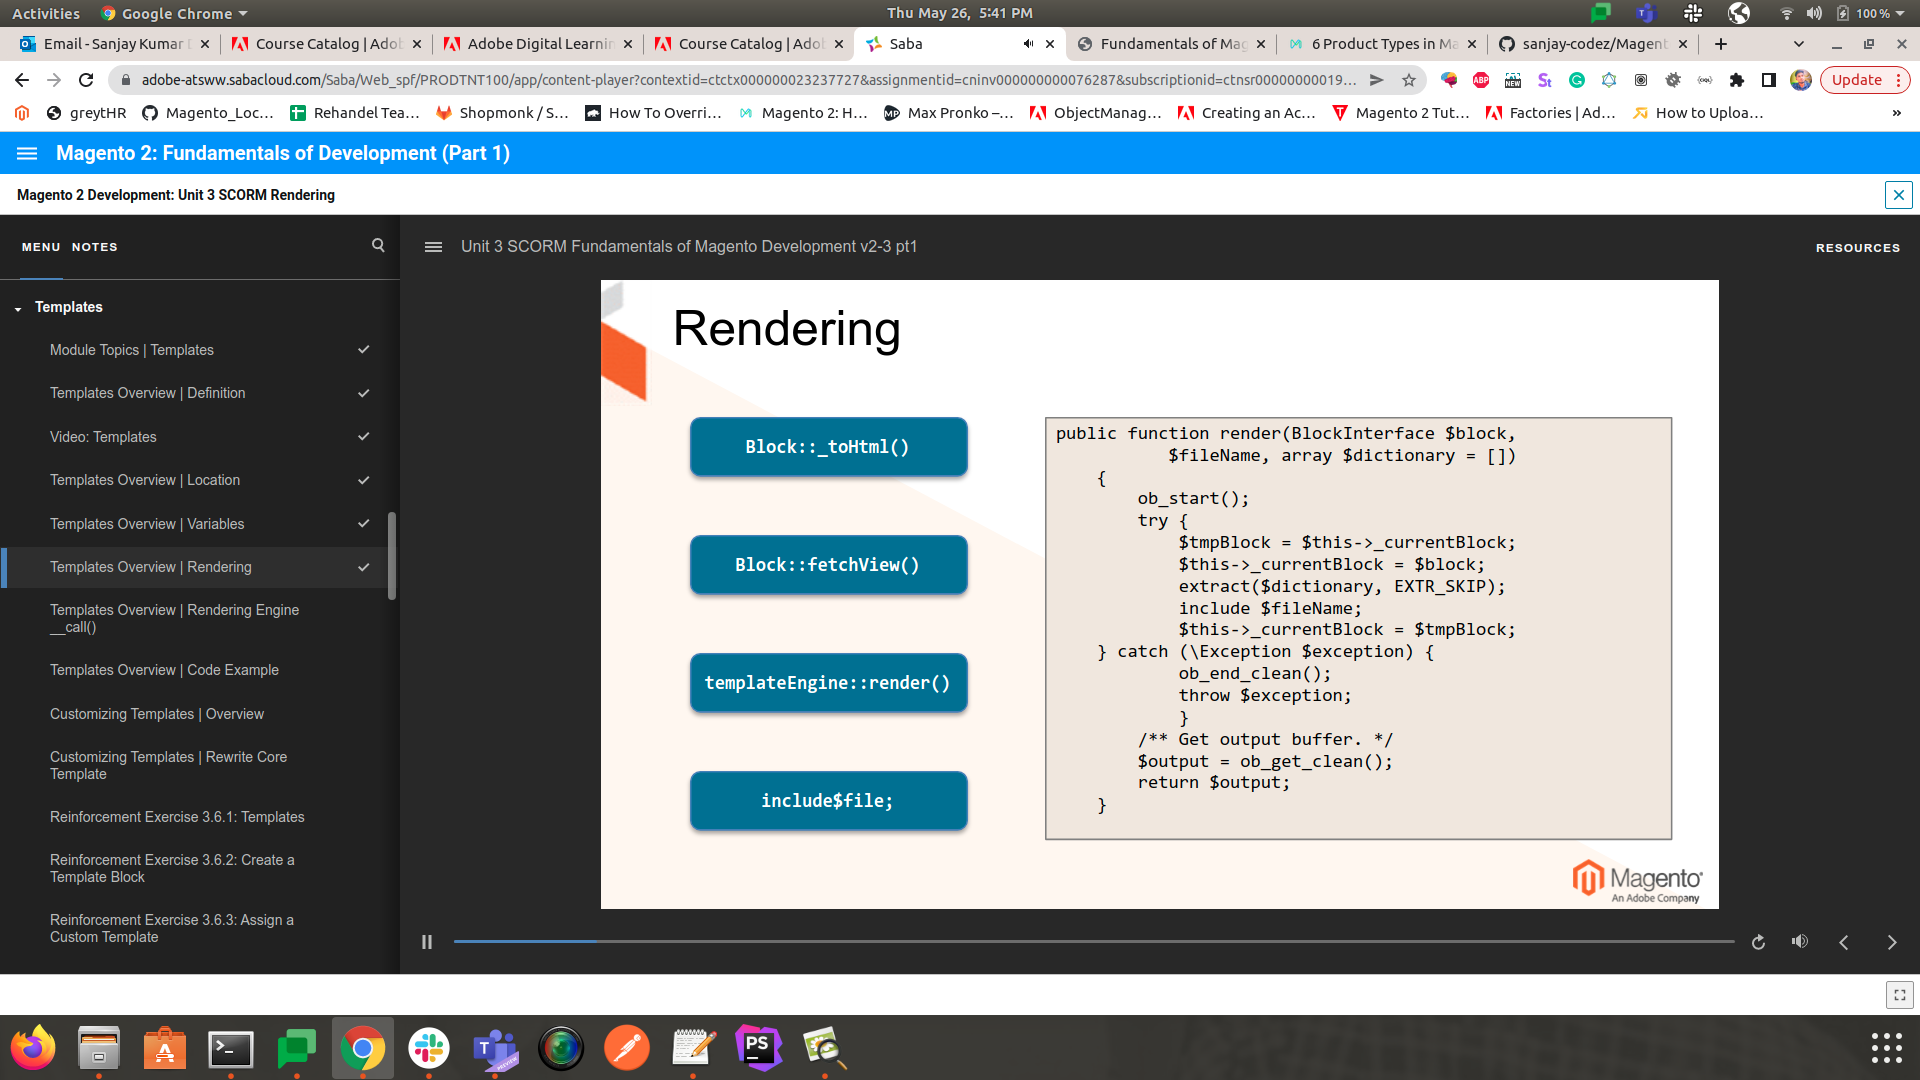 Activities
Google Chrome
Thu May 26, 5:41 PM
100 %
Email - Sanjay Kumar
Course Catalog | Adob
Adobe Digital Learnin
Course Catalog | Adob
Saba
Fundamentals of Mag
6 Product Types in Ma
sanjay-codez/Magent
adobe-atsww.sabacloud.com/Saba/Web_spf/PRODTNT100/app/content-player?contextid=ctctx000000023237727&assignmentid=cninv000000000076287&subscriptionid=ctnsr00000000019...
ABP
NEW
Update
greytHR
Magento_Loc...
Rehandel Tea...
Shopmonk / S...
How To Overri...
Magento 2: H...
Max Pronko –...
ObjectManag...
Creating an Ac...
Magento 2 Tut...
Factories | Ad...
How to Uploa...
»
Magento 2: Fundamentals of Development (Part 1)
Magento 2 Development: Unit 3 SCORM Rendering
MENU NOTES
Unit 3 SCORM Fundamentals of Magento Development v2-3 pt1
RESOURCES
Templates
Module Topics | Templates
Templates Overview | Definition
Video: Templates
Templates Overview | Location
Templates Overview | Variables
Templates Overview | Rendering
Templates Overview | Rendering Engine
__call()
Templates Overview | Code Example
Customizing Templates | Overview
Customizing Templates | Rewrite Core
Template
Reinforcement Exercise 3.6.1: Templates
Reinforcement Exercise 3.6.2: Create a
Template Block
Reinforcement Exercise 3.6.3: Assign a
Custom Template
Rendering
Block::_toHtml()
Block::fetchView()
templateEngine::render()
include$file;
public function render(BlockInterface $block,
$fileName, array $dictionary = [])
{
ob_start();
try {
$tmpBlock = $this->_currentBlock;
$this->_currentBlock = $block;
extract($dictionary, EXTR_SKIP);
include $fileName;
$this->_currentBlock = $tmpBlock;
} catch (\Exception $exception) {
ob_end_clean();
throw $exception;
}
/** Get output buffer. */
$output = ob_get_clean();
return $output;
}
Magento
An Adobe Company
PS